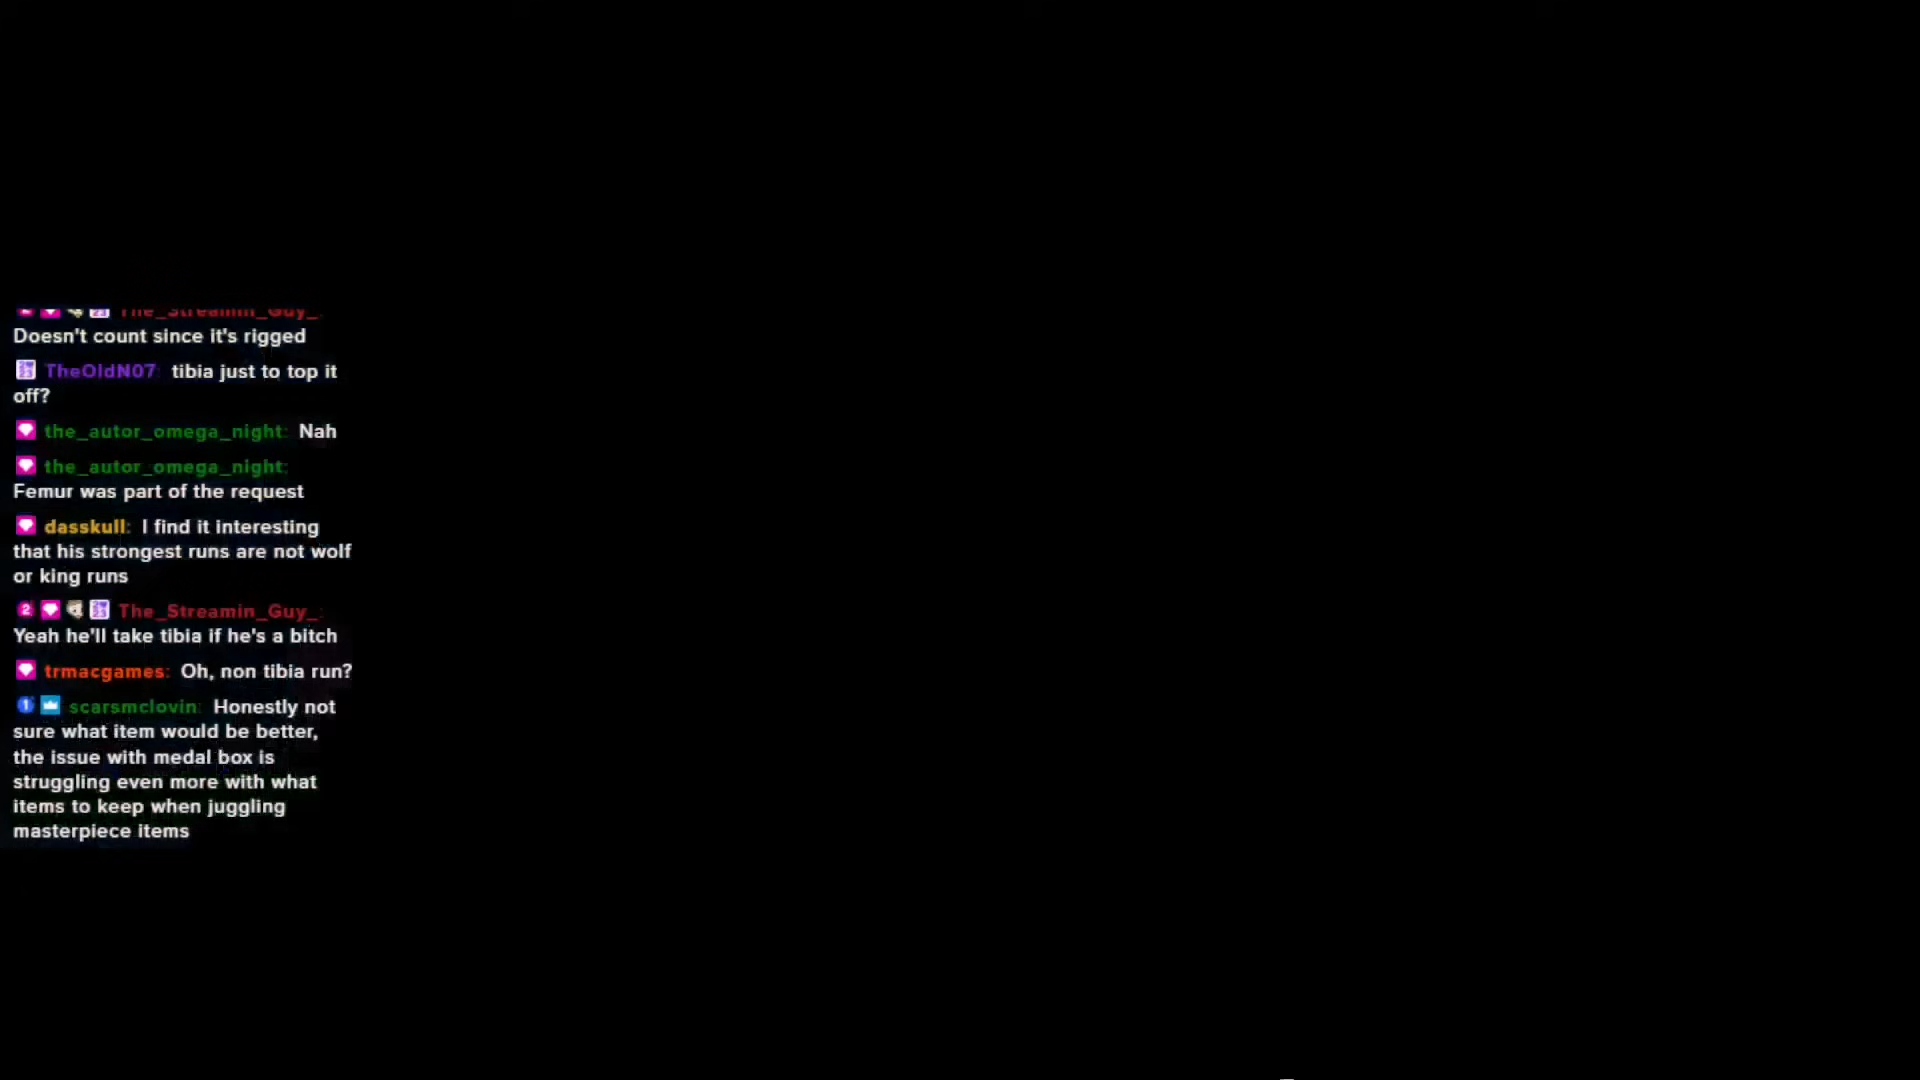 The_Streamin_Guy_:
Doesn't count since it's rigged
TheOldN07: tibia just to top it
off?
the_autor_omega_night: Nah
the_autor_omega_night:
Femur was part of the request
dasskull: I find it interesting
that his strongest runs are not wolf
or king runs
2 The_Streamin_Guy_:
Yeah he'll take tibia if he's a bitch
trmacgames: Oh, non tibia run?
1 scarsmclovin: Honestly not
sure what item would be better,
the issue with medal box is
struggling even more with what
items to keep when juggling
masterpiece items